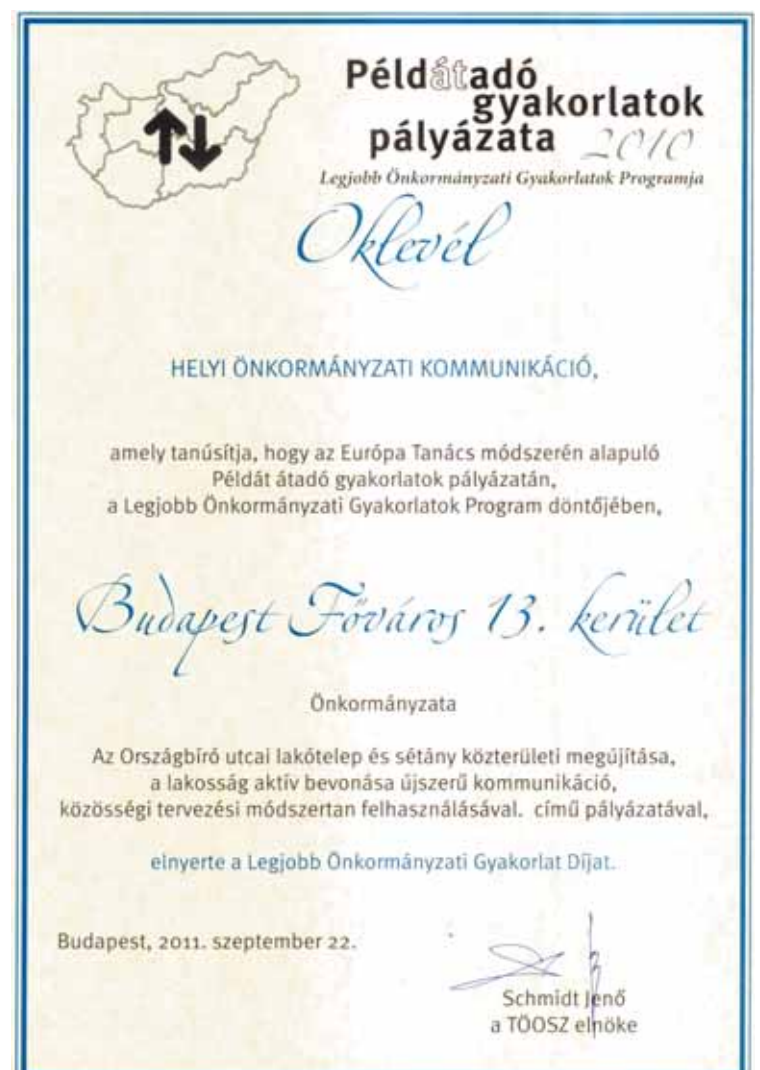 Példátadó
gyakorlatok
pályázata 2010
Legjobb Önkormányzati Gyakorlatok Programja
Oklevél
HELYI ÖNKORMÁNYZATI KOMMUNIKÁCIÓ,
amely tanúsítja, hogy az Európa Tanács módszerén alapuló
Példát átadó gyakorlatok pályázatán,
a Legjobb Önkormányzati Gyakorlatok Program döntőjében,
Budapest Főváros 13. kerület
Önkormányzata
Az Országbíró utcai lakótelep és sétány közterületi megújítása,
a lakosság aktív bevonása újszerű kommunikáció,
közösségi tervezési módszertan felhasználásával. című pályázatával,
elnyerte a Legjobb Önkormányzati Gyakorlat Díjat.
Budapest, 2011. szeptember 22.
Schmidt Jenő
a TÖOSZ elnöke